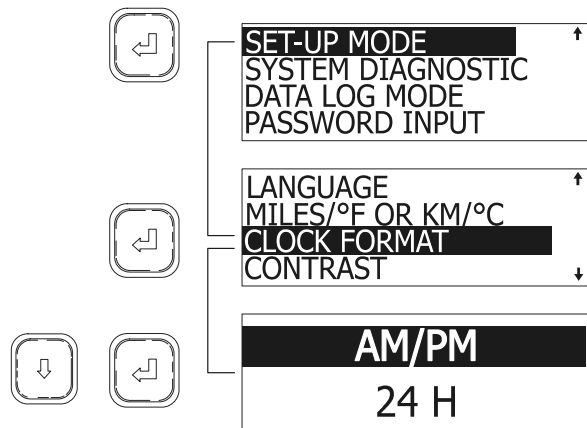 SET-UP MODE
SYSTEM DIAGNOSTIC
DATA LOG MODE
PASSWORD INPUT
LANGUAGE
MILES/°F OR KM/°C
CLOCK FORMAT
CONTRAST
AM/PM
24 H